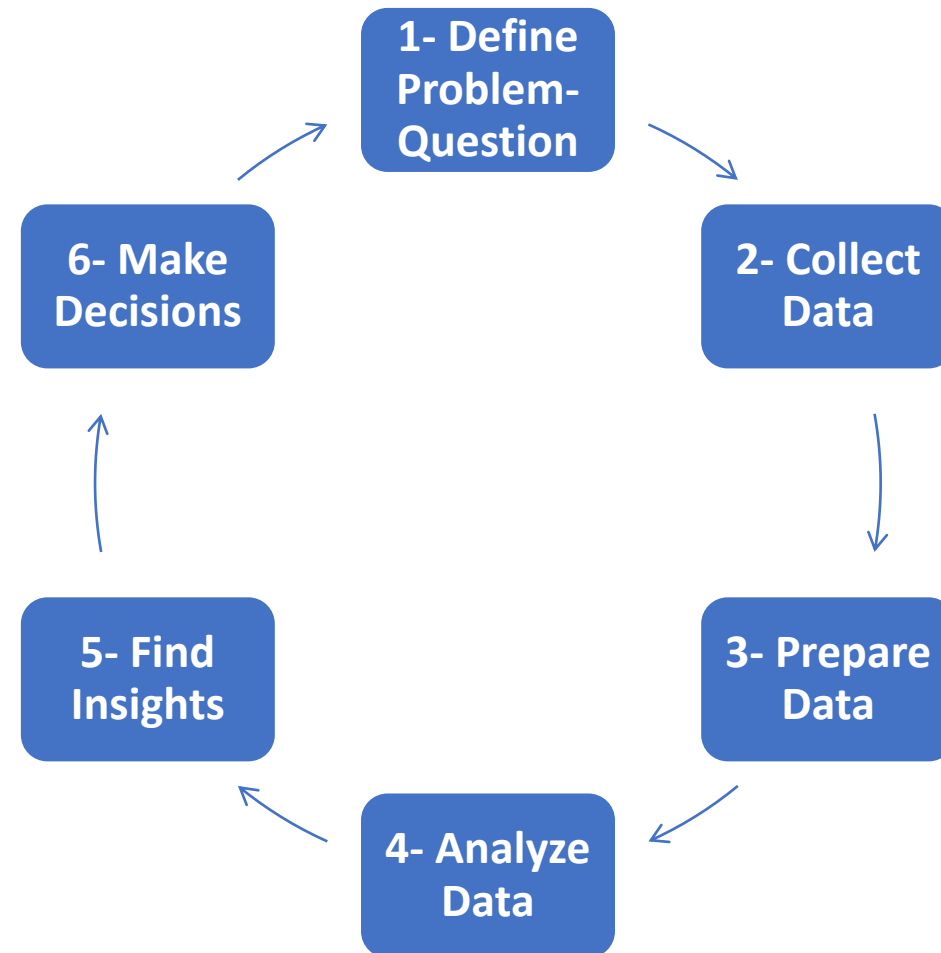 1- Define
Problem-
Question
2- Collect
Data
3- Prepare
Data
4- Analyze
Data
5- Find
Insights
6- Make
Decisions